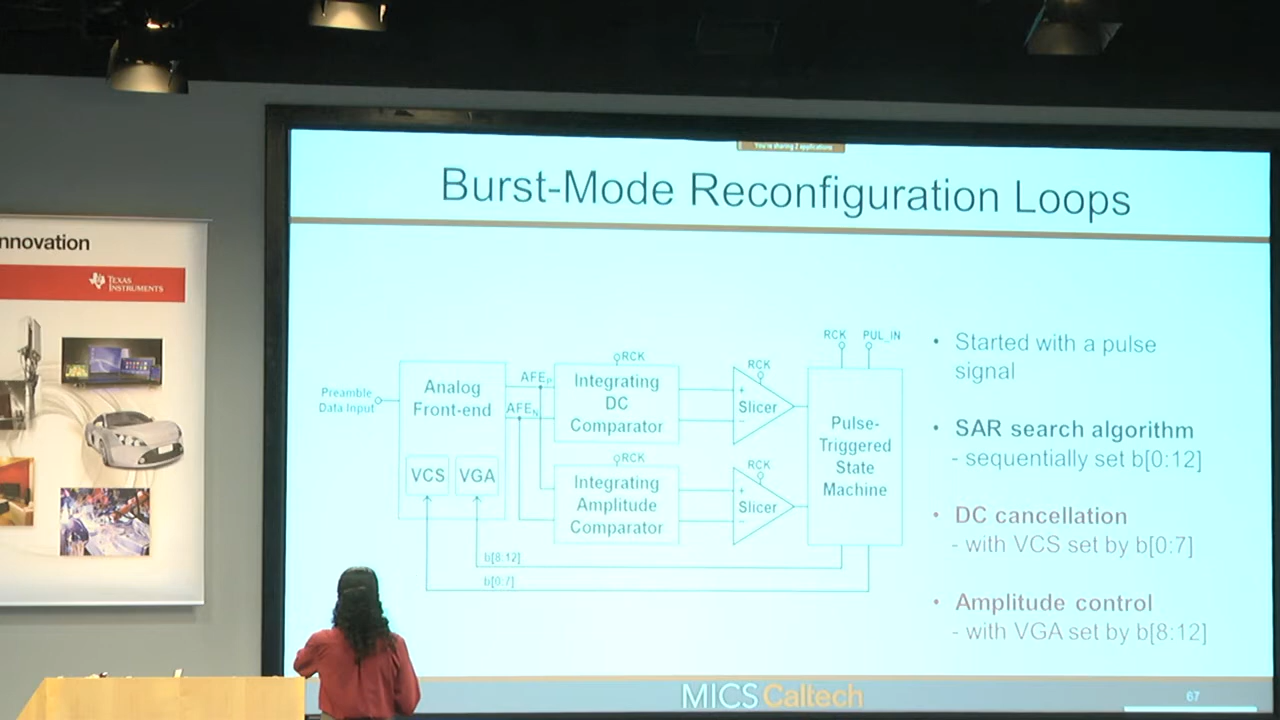 You're sharing 2 applications
Burst-Mode Reconfiguration Loops
nnovation
TEXAS
INSTRUMENTS
RCK
PUL_IN
Preamble
Data Input
Analog
Front-end
VCS
VGA
AFEP
AFEN
RCK
Integrating
DC
Comparator
RCK
Slicer
RCK
Integrating
Amplitude
Comparator
RCK
Slicer
Pulse-
Triggered
State
Machine
b[8:12]
b[0:7]
• Started with a pulse
signal
• SAR search algorithm
- sequentially set b[0:12]
• DC cancellation
- with VCS set by b[0:7]
• Amplitude control
- with VGA set by b[8:12]
MICS Caltech
67